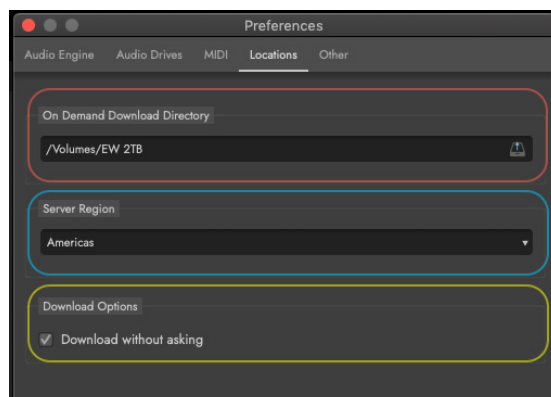 Preferences
Audio Engine Audio Drives MIDI Locations Other
On Demand Download Directory
/Volumes/EW 2TB
Server Region
Americas
Download Options
Download without asking